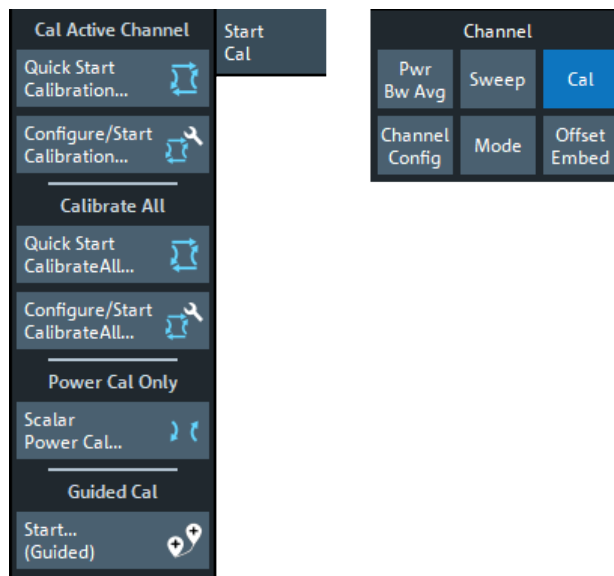 Cal Active Channel
Quick Start
Calibration...
Configure/Start
Calibration...
Calibrate All
Quick Start
CalibrateAll...
Configure/Start
CalibrateAll...
Power Cal Only
Scalar
Power Cal...
Guided Cal
Start...
(Guided)
Start
Cal
Channel
Pwr
Bw Avg
Sweep
Cal
Channel
Config
Mode
Offset
Embed